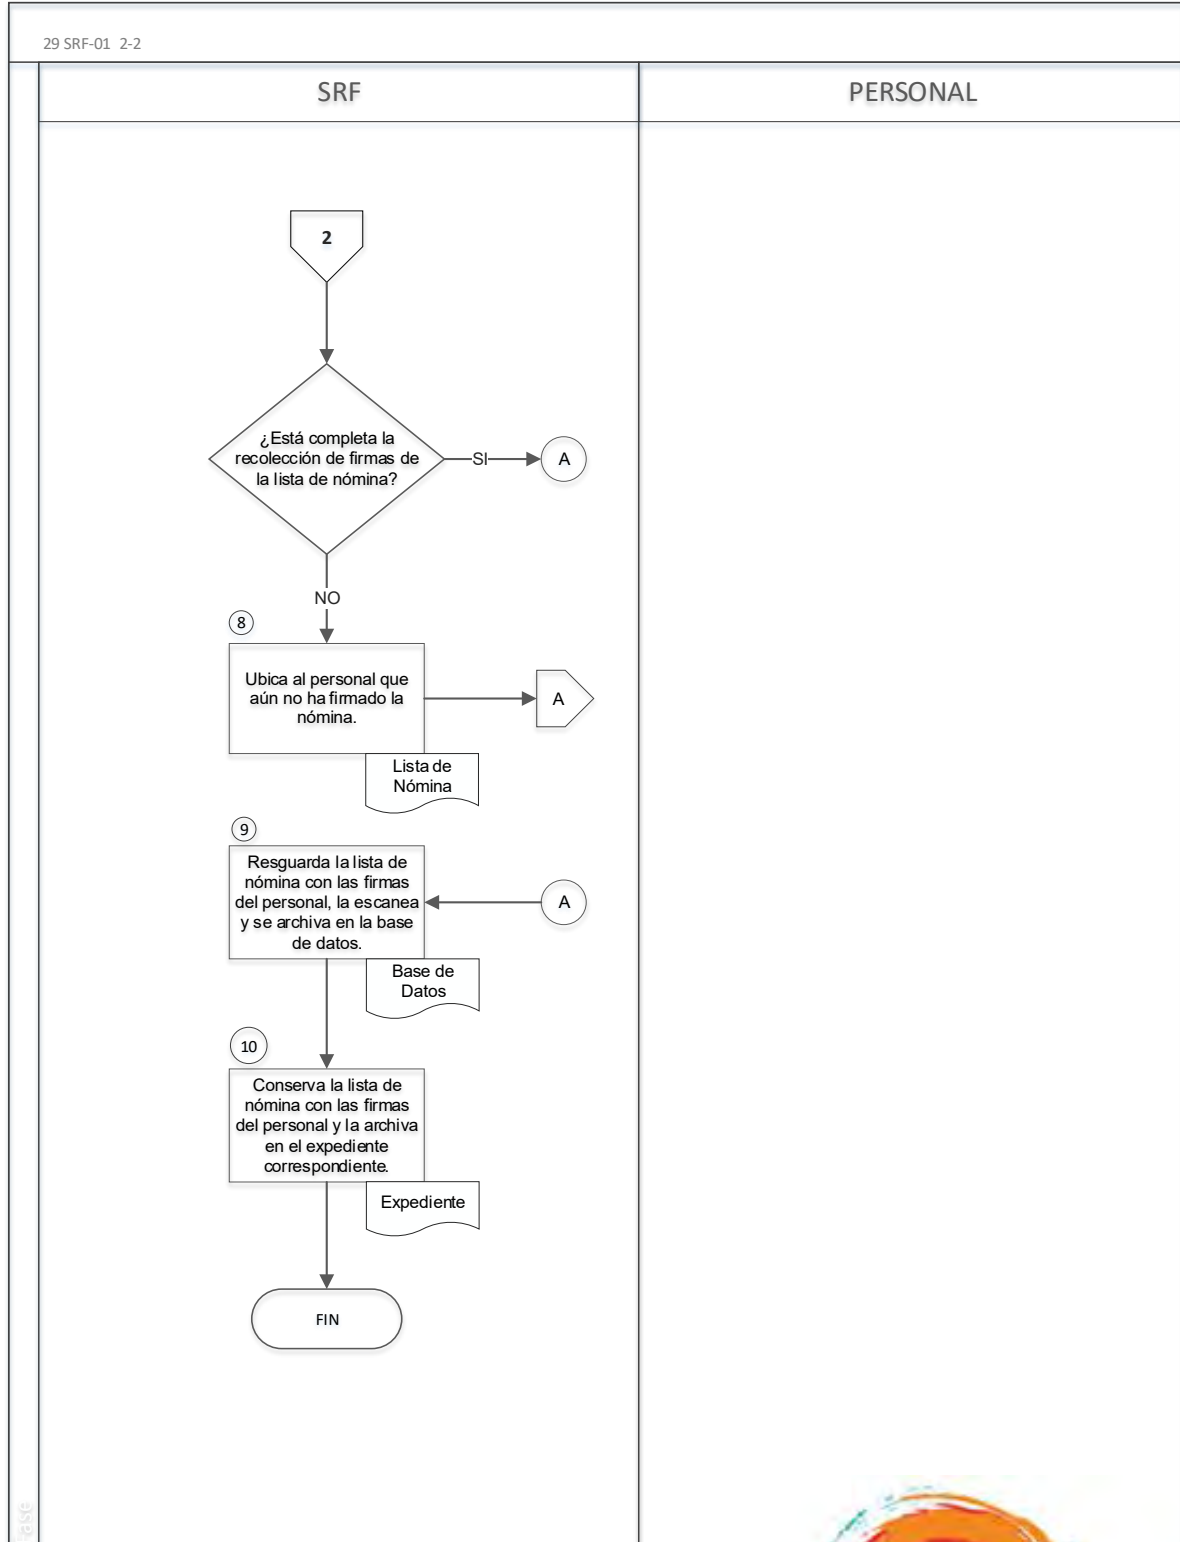 29 SRF-01 2-2
SRF
PERSONAL
2
¿Está completa la
recolección de firmas de
la lista de nómina?
SI
A
NO
8
Ubica al personal que
aún no ha firmado la
nómina.
A
Lista de
Nómina
9
Resguarda la lista de
nómina con las firmas
del personal, la escanea
y se archiva en la base
de datos.
A
Base de
Datos
10
Conserva la lista de
nómina con las firmas
del personal y la archiva
en el expediente
correspondiente.
Expediente
FIN